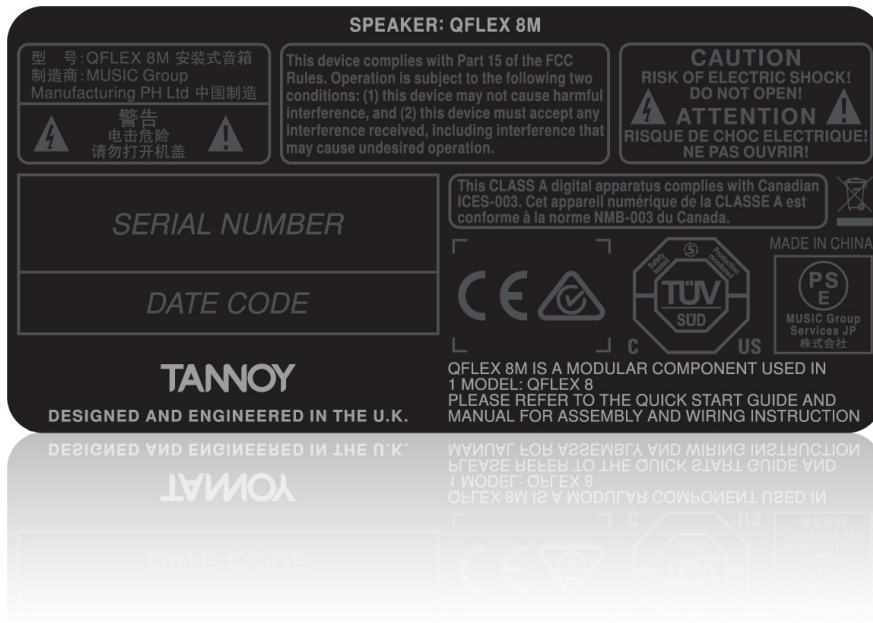 SPEAKER: QFLEX 8M
型 号:QFLEX 8M 安装式音箱
制造商:MUSIC Group
Manufacturing PH Ltd 中国制造
警告
电击危险
请勿打开机盖
This device complies with Part 15 of the FCC
Rules. Operation is subject to the following two
conditions: (1) this device may not cause harmful
interference, and (2) this device must accept any
interference received, including interference that
may cause undesired operation.
CAUTION
RISK OF ELECTRIC SHOCK!
DO NOT OPEN!
ATTENTION
RISQUE DE CHOC ELECTRIQUE!
NE PAS OUVRIR!
SERIAL NUMBER
DATE CODE
This CLASS A digital apparatus complies with Canadian
ICES-003. Cet appareil numérique de la CLASSE A est
conforme à la norme NMB-003 du Canada.
CE
Safety tested
S
Production monitored
TÜV
SÜD
C US
MADE IN CHINA
PS
E
MUSIC Group
Services JP
株式会社
TANNOY
DESIGNED AND ENGINEERED IN THE U.K.
QFLEX 8M IS A MODULAR COMPONENT USED IN
1 MODEL: QFLEX 8
PLEASE REFER TO THE QUICK START GUIDE AND
MANUAL FOR ASSEMBLY AND WIRING INSTRUCTION